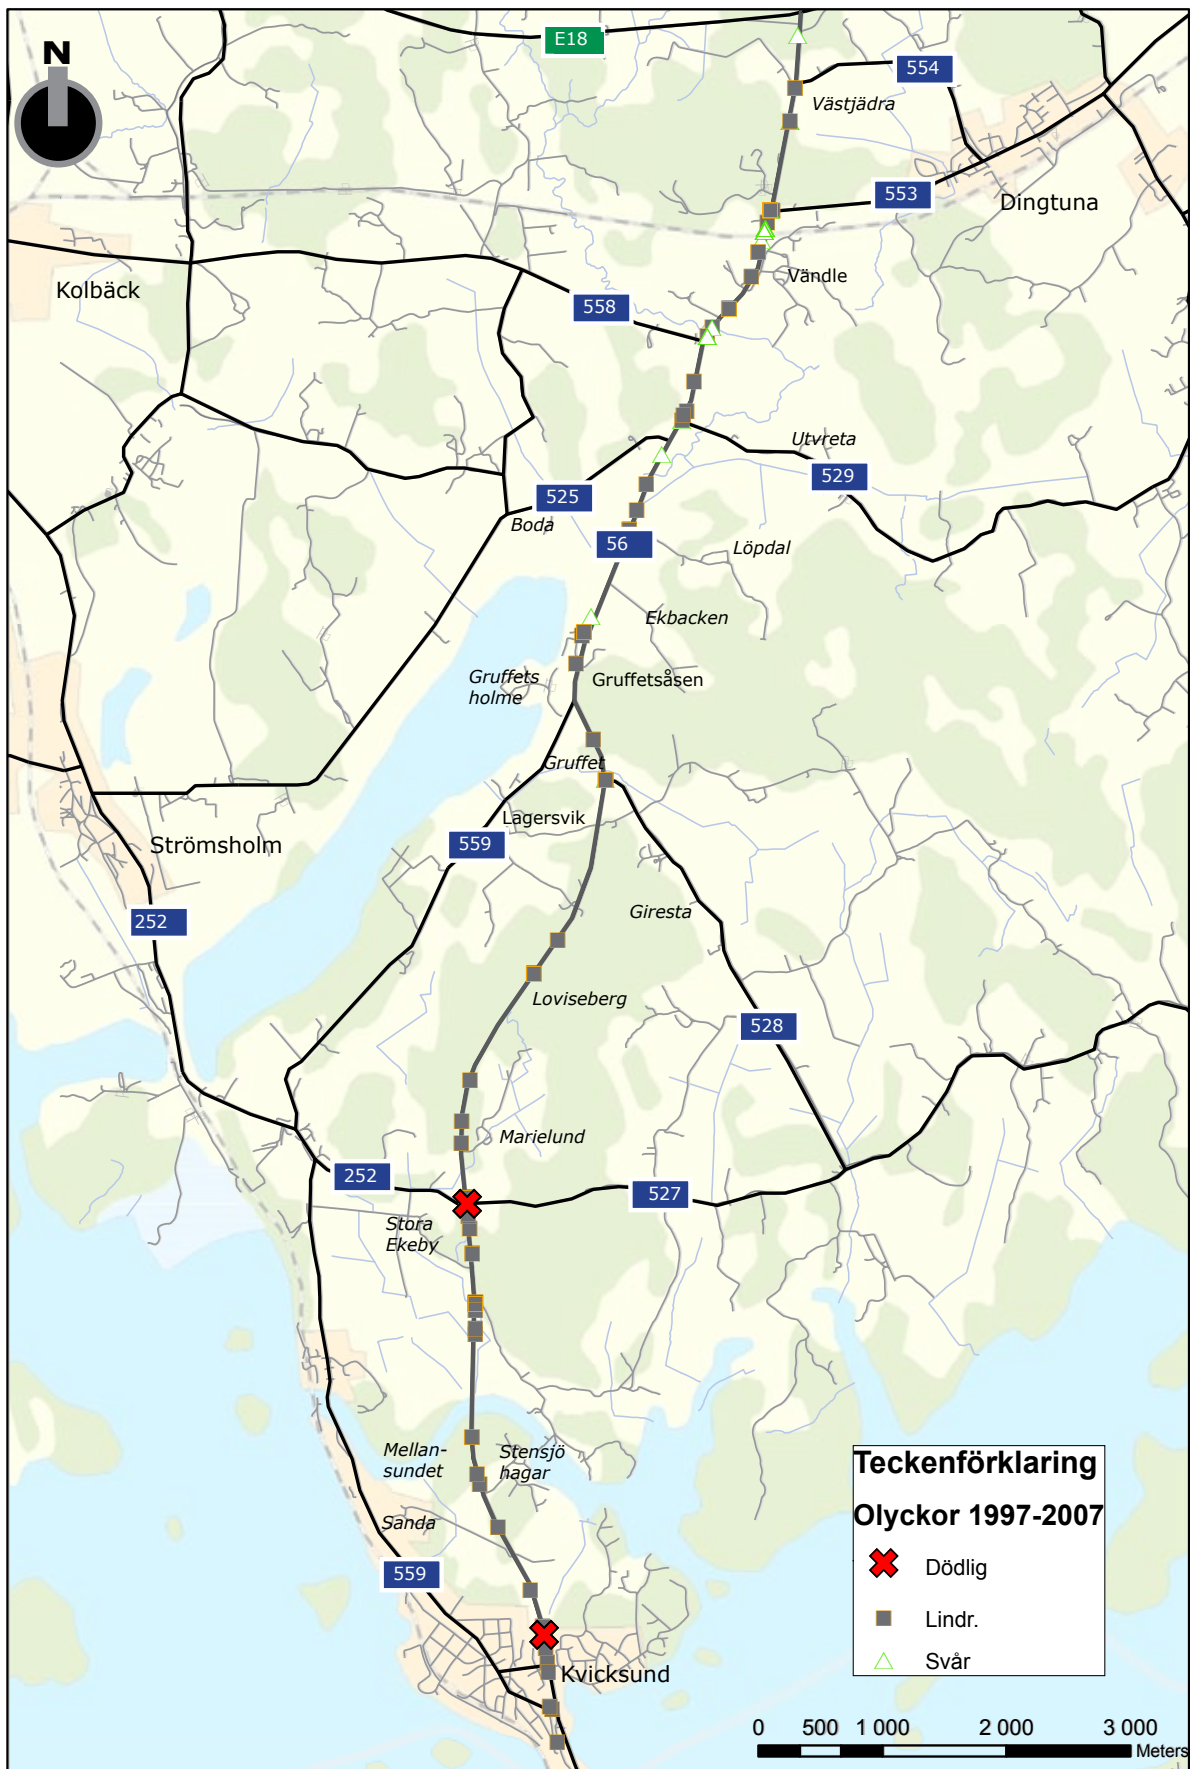 N
E18
554
Västjädra
553
Dingtuna
Kolbäck
Vändle
558
Utvreta
529
525
Boda
56
Löpdal
Ekbacken
Gruffets
holme
Gruffetsåsen
Gruffet
Lagersvik
559
Strömsholm
252
Giresta
Loviseberg
528
Marielund
252
527
Stora
Ekeby
Mellan-
sundet
Stensjö
hagar
Sanda
559
Kvicksund
Teckenförklaring
Olyckor 1997-2007
Dödlig
Lindr.
Svår
0 500 1 000 2 000 3 000
Meters